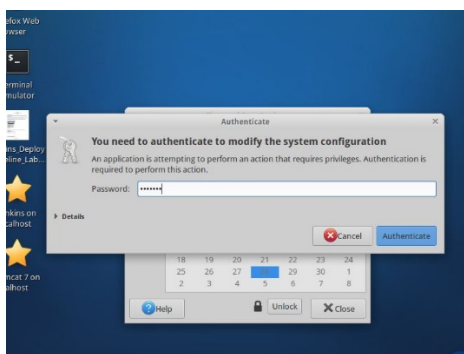 efox Web
owser
$_
erminal
mulator
ins_Deploy
eline_Lab...
nkins on
calhost
mcat 7 on
alhost
Authenticate
You need to authenticate to modify the system configuration
An application is attempting to perform an action that requires privileges. Authentication is
required to perform this action.
Password: •••••••
Details
Cancel Authenticate
18 19 20 21 22 23 24
25 26 27 29 30 1
2 3 4 5 6 7 8
Help Unlock Close